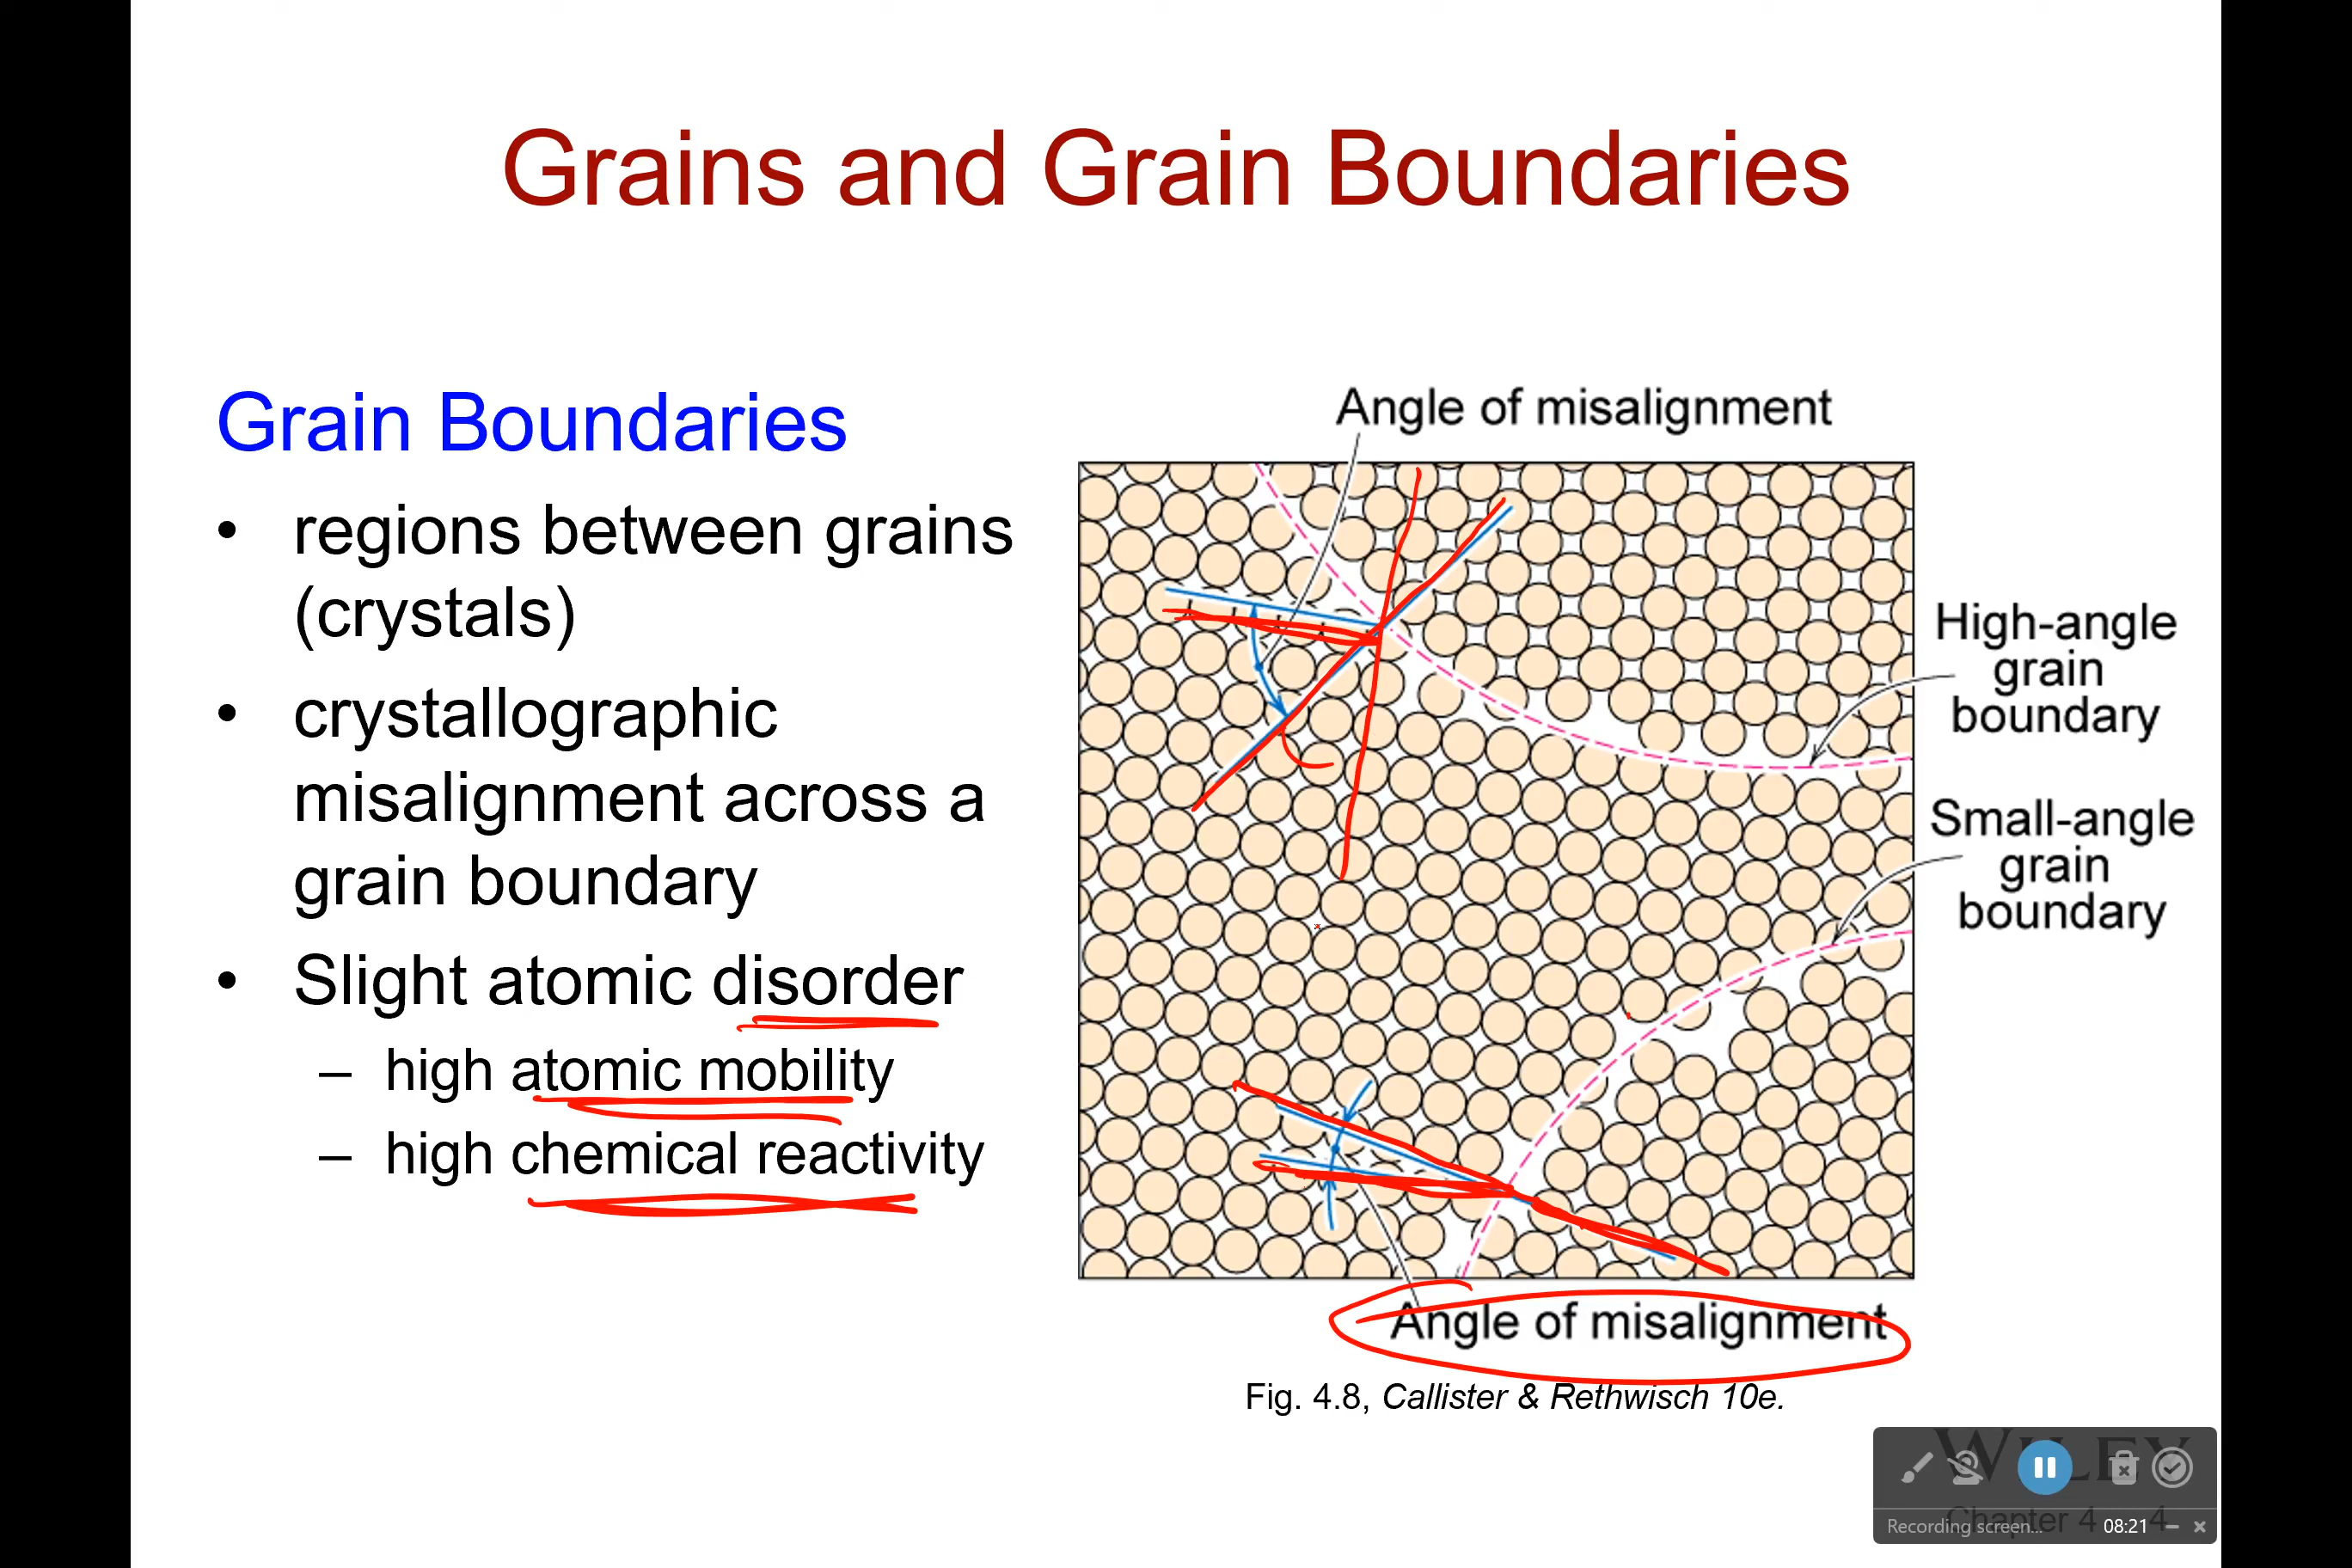 Grains and Grain Boundaries
Grain Boundaries
• regions between grains
(crystals)
• crystallographic
misalignment across a
grain boundary
• Slight atomic disorder
– high atomic mobility
– high chemical reactivity
Angle of misalignment
High-angle
grain
boundary
Small-angle
grain
boundary
Angle of misalignment
Fig. 4.8, Callister & Rethwisch 10e.
WILEY
Chapter 4 - 4
Recording screen... 08:21